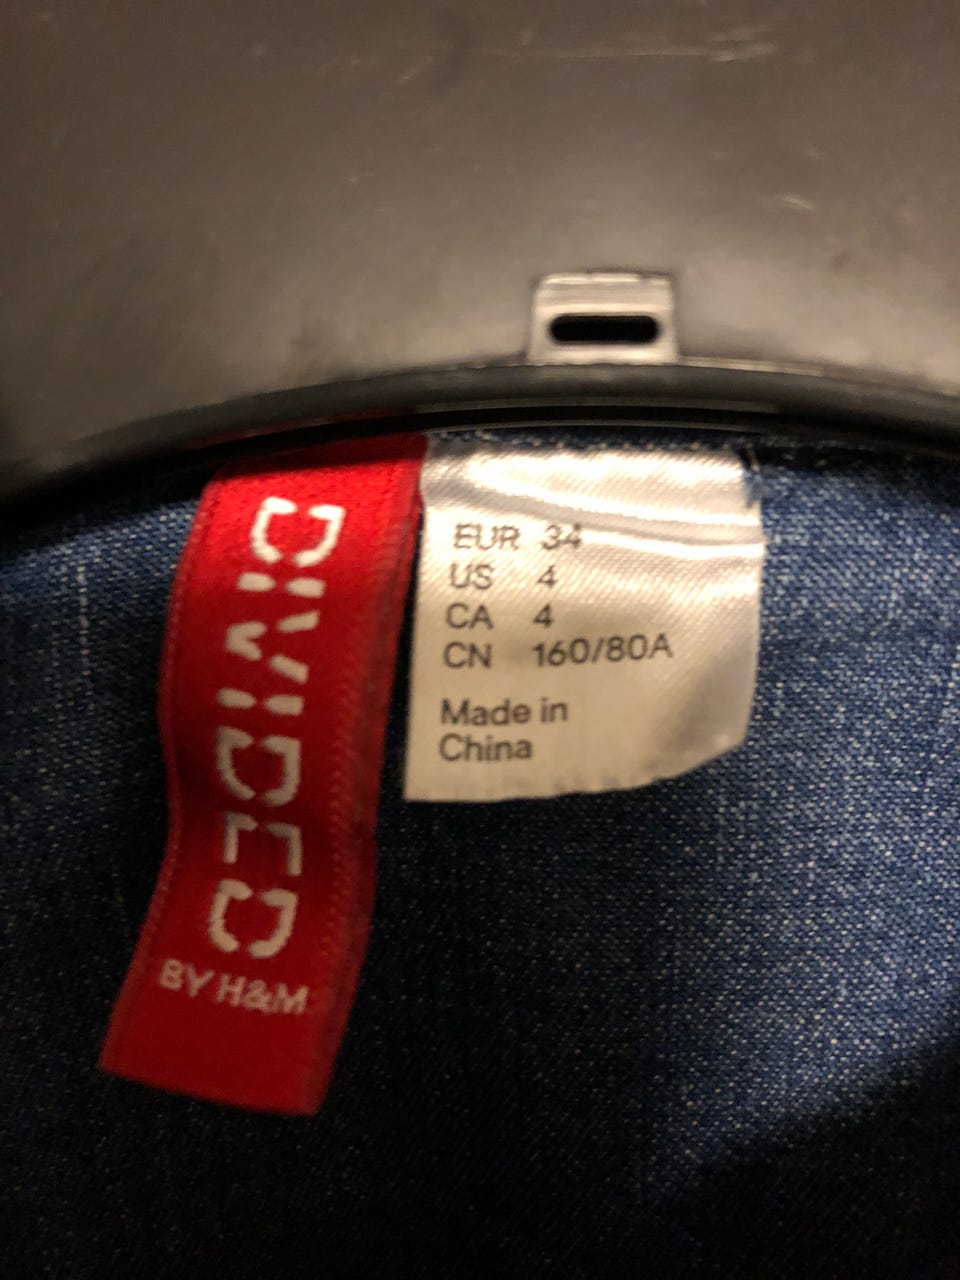 DIVIDED
BY H&M
EUR 34
US 4
CA 4
CN 160/80A
Made in
China